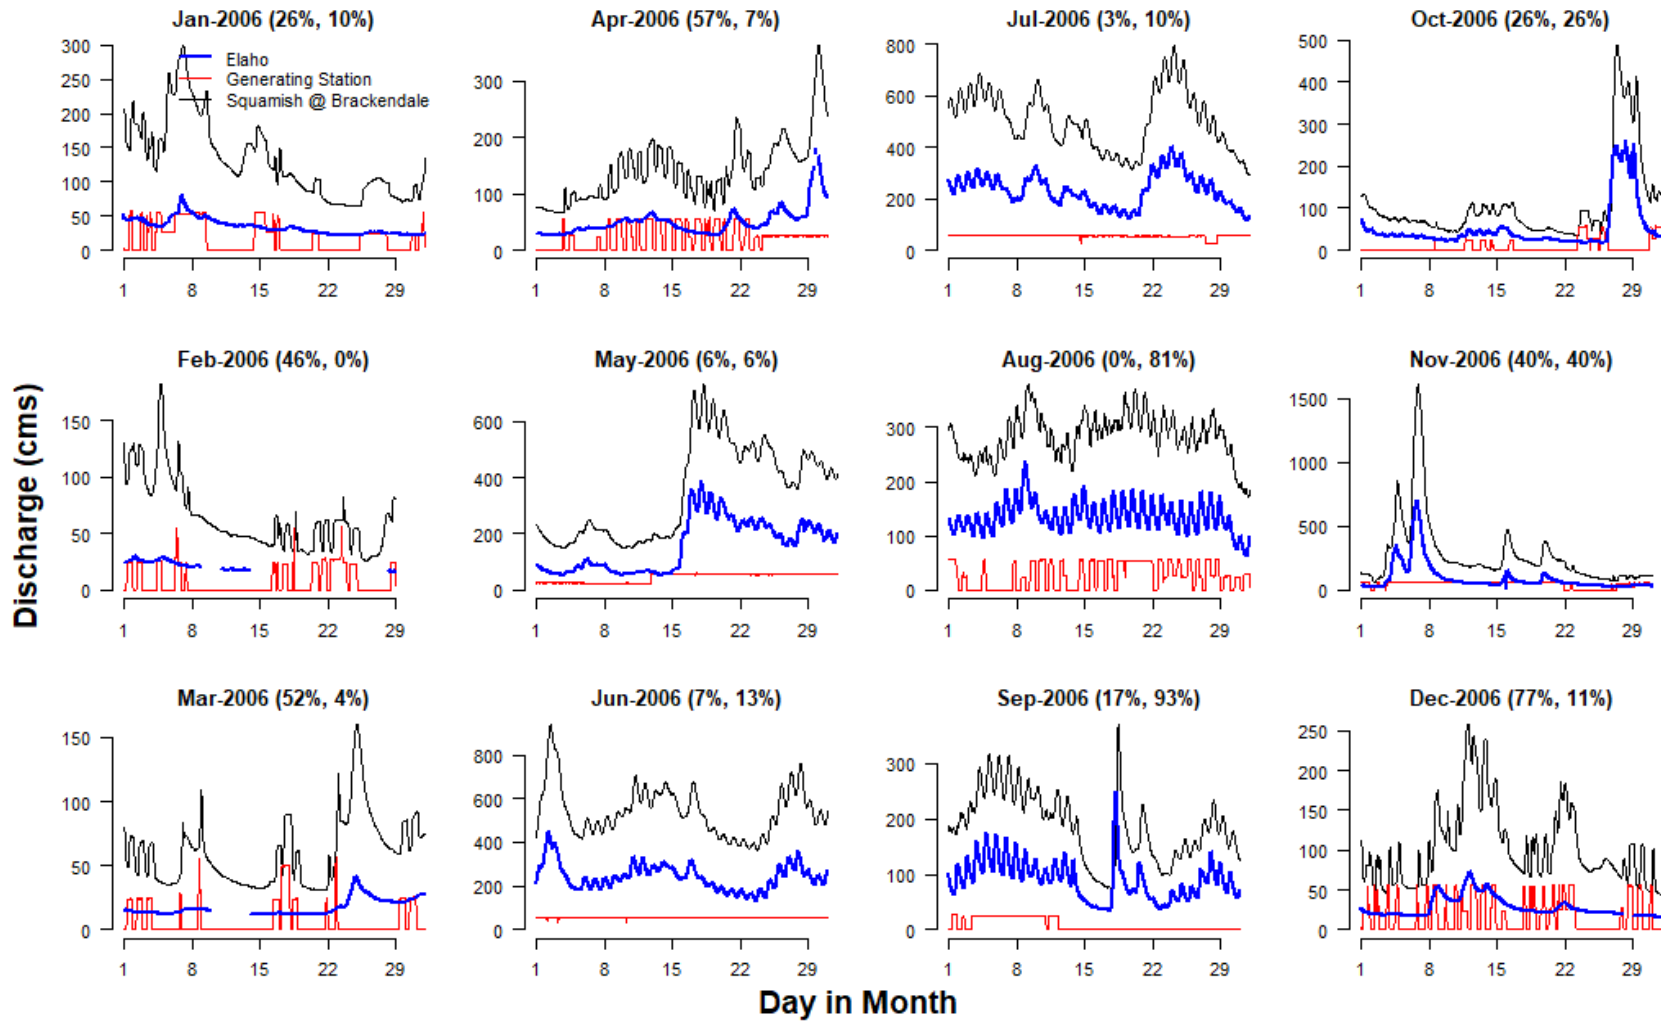 Jan-2006 (26%, 10%)
300
250
200
150
100
50
0
1 8 15 22 29
Elaho
Generating Station
Squamish @ Brackendale
Apr-2006 (57%, 7%)
300
200
100
0
1 8 15 22 29
Jul-2006 (3%, 10%)
800
600
400
200
0
1 8 15 22 29
Oct-2006 (26%, 26%)
500
400
300
200
100
0
1 8 15 22 29
Feb-2006 (46%, 0%)
150
100
50
0
1 8 15 22 29
May-2006 (6%, 6%)
600
400
200
0
1 8 15 22 29
Aug-2006 (0%, 81%)
300
200
100
0
1 8 15 22 29
Nov-2006 (40%, 40%)
1500
1000
500
0
1 8 15 22 29
Mar-2006 (52%, 4%)
150
100
50
0
1 8 15 22 29
Jun-2006 (7%, 13%)
800
600
400
200
0
1 8 15 22 29
Sep-2006 (17%, 93%)
300
200
100
0
1 8 15 22 29
Dec-2006 (77%, 11%)
250
200
150
100
50
0
1 8 15 22 29
Discharge (cms)
Day in Month